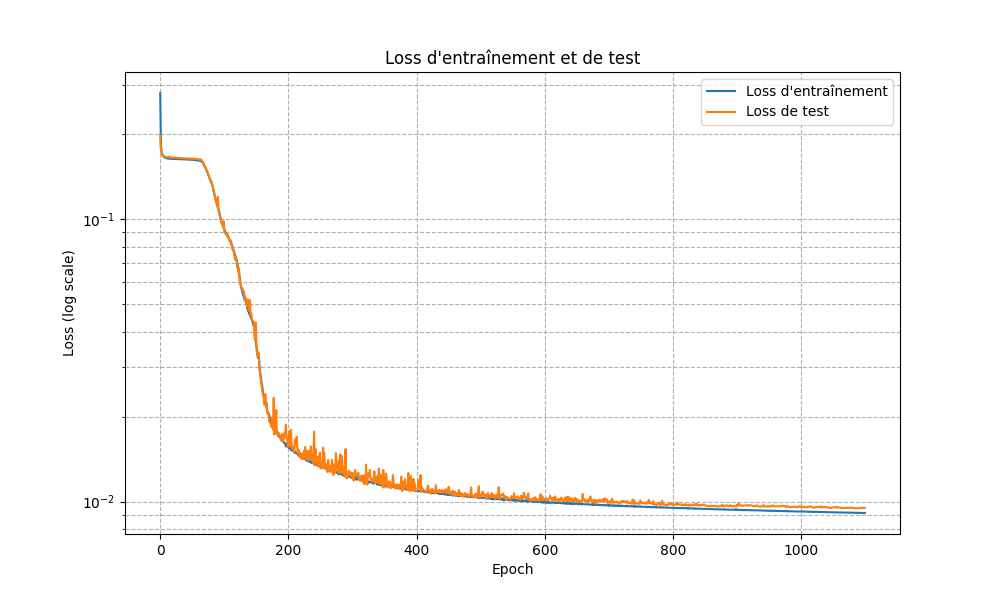 Loss d'entraînement et de test
Loss d'entraînement
Loss de test
10⁻¹
10⁻²
Loss (log scale)
0 200 400 600 800 1000
Epoch